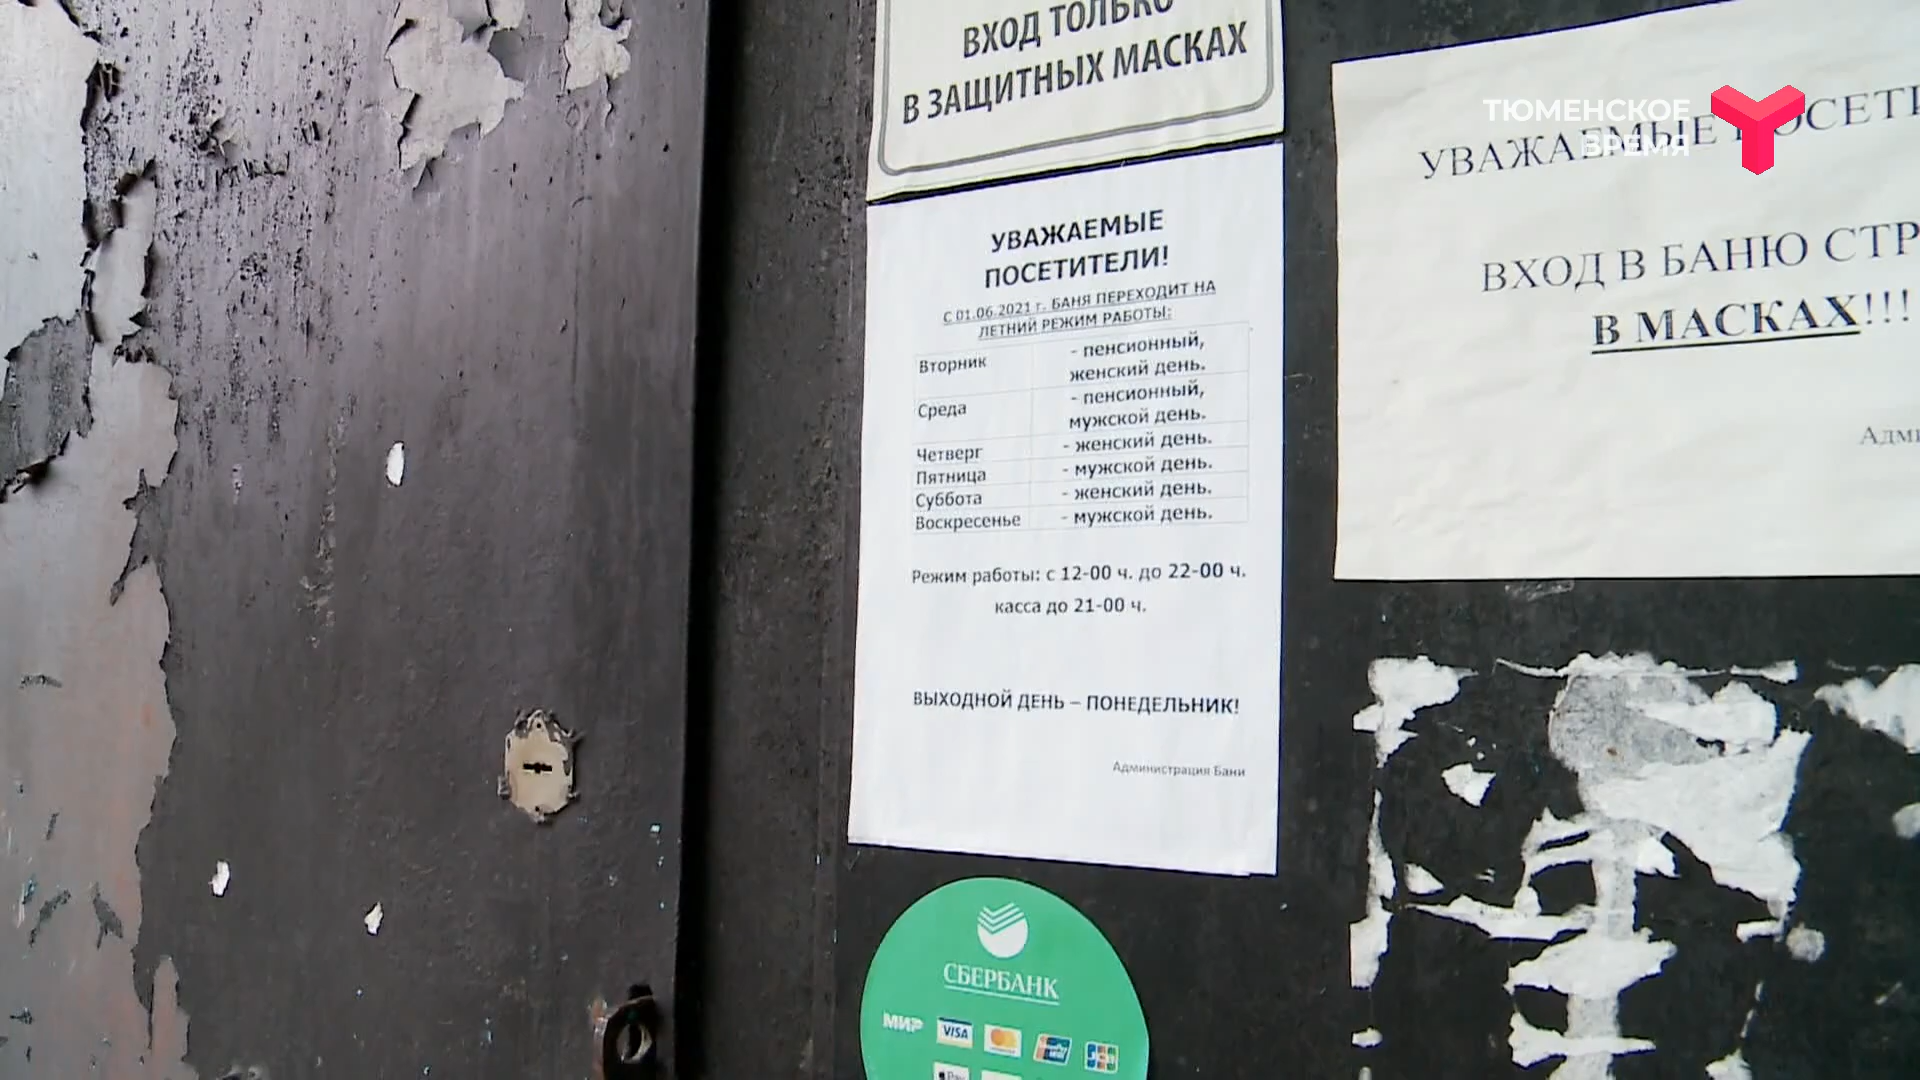 ВХОД ТОЛЬКО
В ЗАЩИТНЫХ МАСКАХ
УВАЖАЕМЫЕ
ПОСЕТИТЕЛИ!
С 01.06.2021 г. БАНЯ ПЕРЕХОДИТ НА
ЛЕТНИЙ РЕЖИМ РАБОТЫ:
Вторник - пенсионный,
женский день.
Среда - пенсионный,
мужской день.
Четверг - женский день.
Пятница - мужской день.
Суббота - женский день.
Воскресенье - мужской день.
Режим работы: с 12-00 ч. до 22-00 ч.
касса до 21-00 ч.
ВЫХОДНОЙ ДЕНЬ – ПОНЕДЕЛЬНИК!
Администрация Бани
ТЮМЕНСКОЕ
ВРЕМЯ
УВАЖАЕМЫЕ
ВХОД В БАНЮ СТР
В МАСКАХ!!!
СБЕРБАНК
МИР VISA JCB
Pay